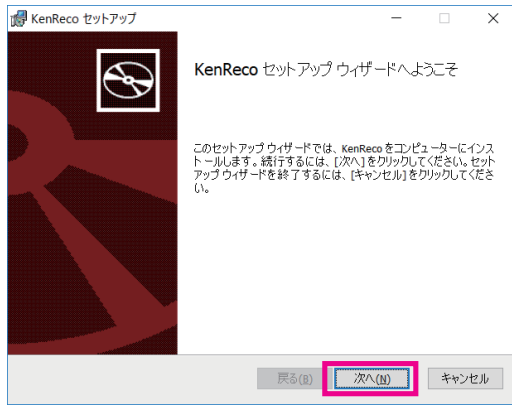 KenReco セットアップ
KenReco セットアップ ウィザードへようこそ
このセットアップ ウィザードでは、KenReco をコンピューターにインス
トールします。続行するには、[次へ] をクリックしてください。セット
アップ ウィザードを終了するには、[キャンセル] をクリックしてくださ
い。
戻る(B) 次へ(N) キャンセル